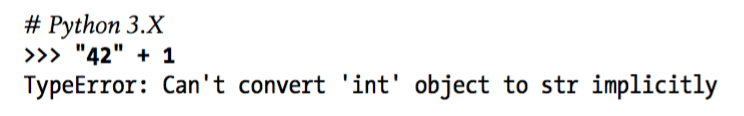 # Python 3.X
>>> "42" + 1
TypeError: Can't convert 'int' object to str implicitly